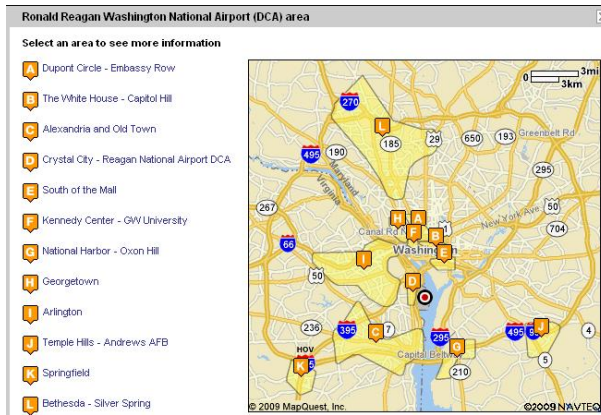 Ronald Reagan Washington National Airport (DCA) area
Select an area to see more information
A Dupont Circle - Embassy Row
B The White House - Capitol Hill
C Alexandria and Old Town
D Crystal City - Reagan National Airport DCA
E South of the Mall
F Kennedy Center - GW University
G National Harbor - Oxon Hill
H Georgetown
I Arlington
J Temple Hills - Andrews AFB
K Springfield
L Bethesda - Silver Spring
0 3mi
3km
270
L
185
29
650
193
Greenbelt Rd
495
190
Maryland
Virginia
295
267
H A
50
New York Ave
Canal Rd
F
B
Washington
E
704
66
I
50
D
236
395
C
7
295
495
J
HOV
Capital Beltway
G
K
210
5
4
© 2009 MapQuest, Inc.
©2009 NAVTEQ